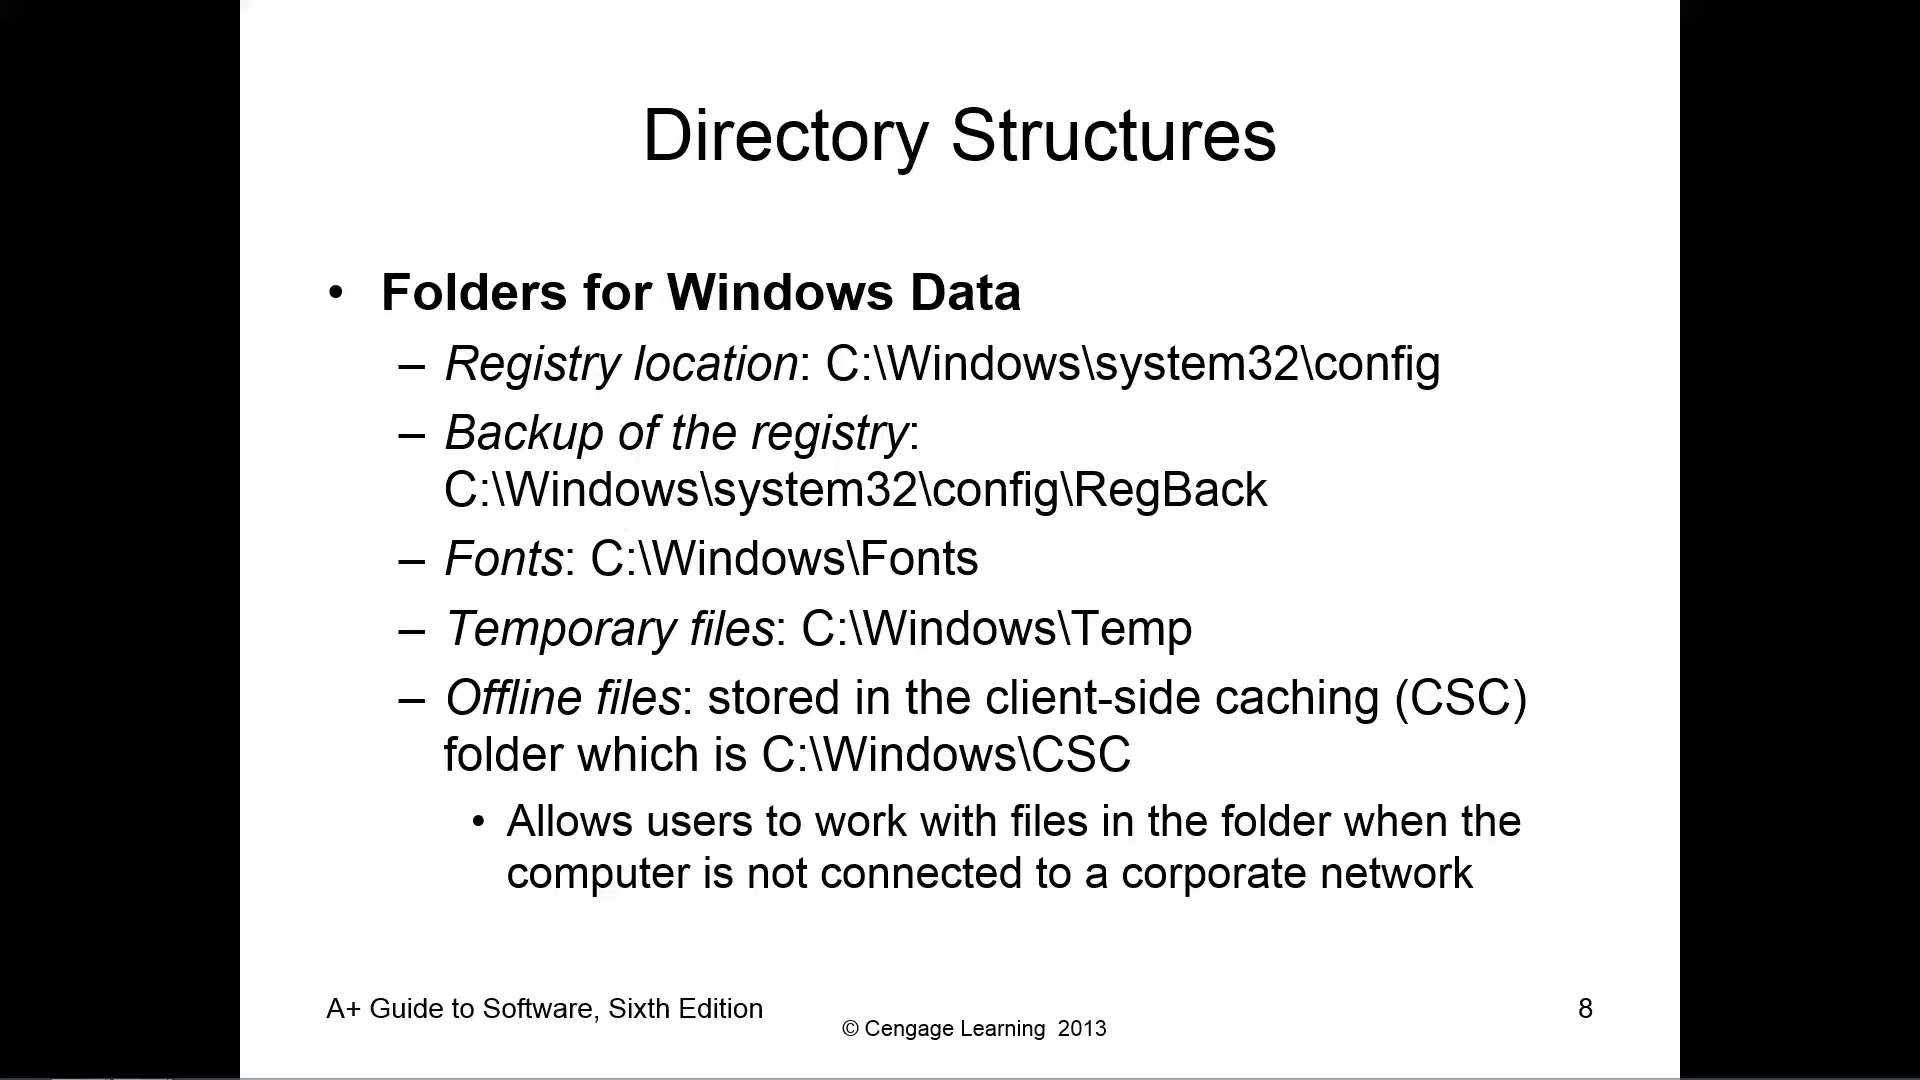 Directory Structures
• Folders for Windows Data
– Registry location: C:\Windows\system32\config
– Backup of the registry:
C:\Windows\system32\config\RegBack
– Fonts: C:\Windows\Fonts
– Temporary files: C:\Windows\Temp
– Offline files: stored in the client-side caching (CSC)
folder which is C:\Windows\CSC
• Allows users to work with files in the folder when the
computer is not connected to a corporate network
A+ Guide to Software, Sixth Edition
© Cengage Learning 2013
8